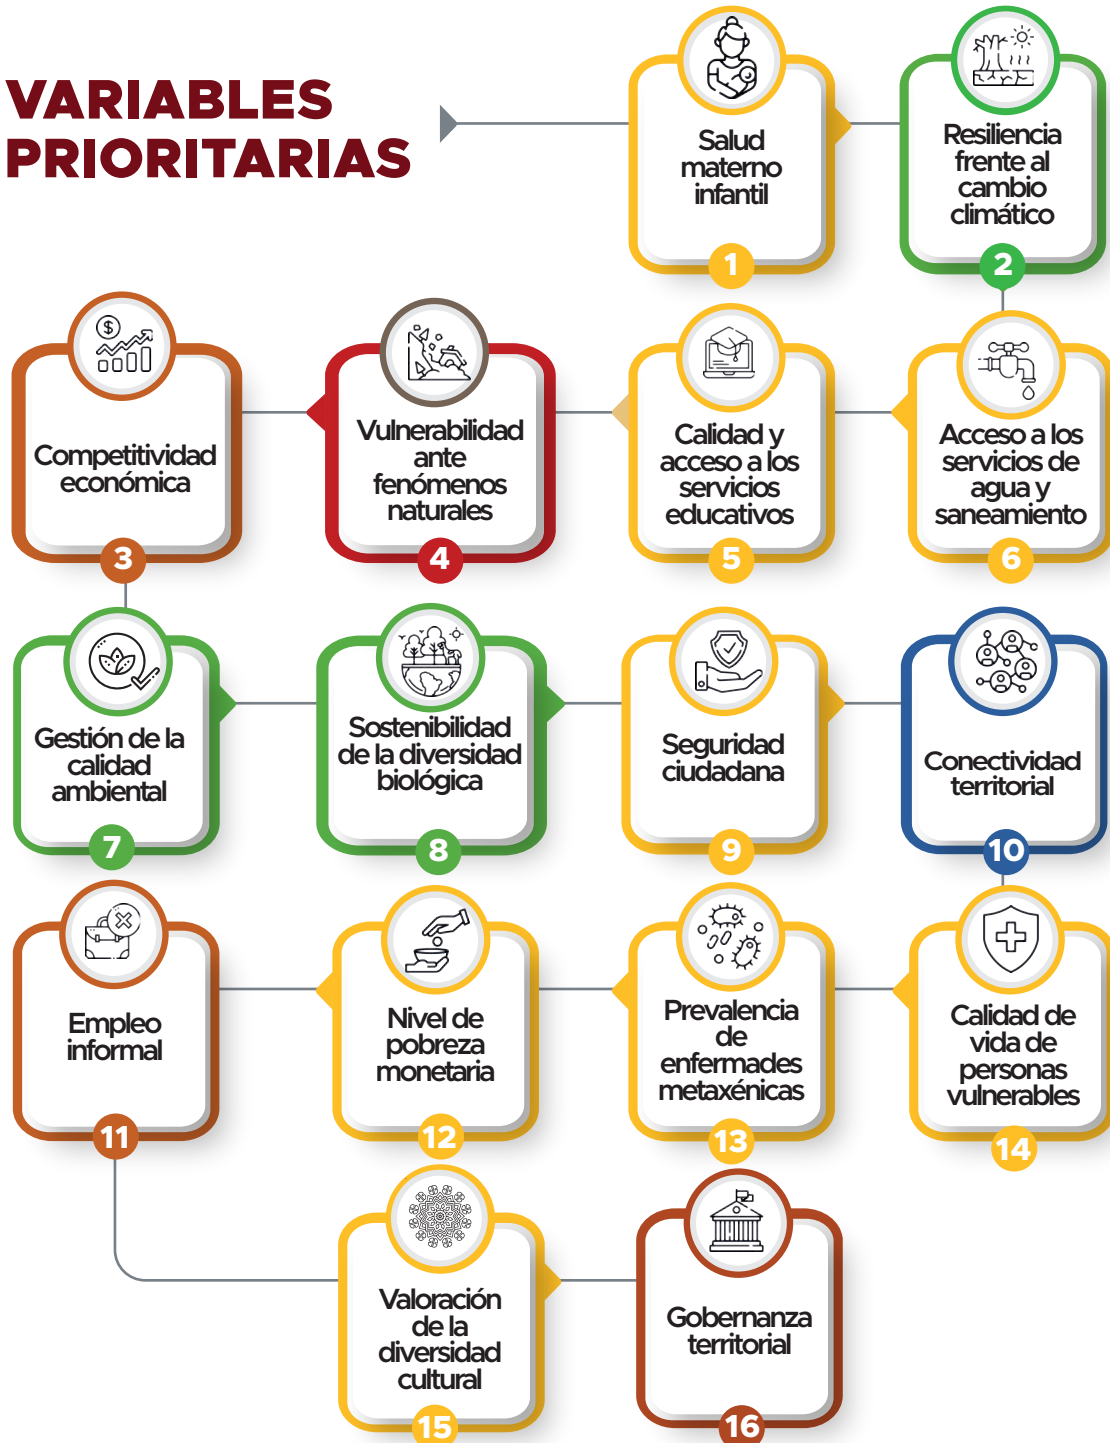 VARIABLES
PRIORITARIAS
Salud
materno
infantil
1
Resiliencia
frente al
cambio
climático
2
$
Competitividad
económica
3
Vulnerabilidad
ante
fenómenos
naturales
4
Calidad y
acceso a los
servicios
educativos
5
Acceso a los
servicios de
agua y
saneamiento
6
Gestión de la
calidad
ambiental
7
Sostenibilidad
de la diversidad
biológica
8
Seguridad
ciudadana
9
Conectividad
territorial
10
Empleo
informal
11
Nivel de
pobreza
monetaria
12
Prevalencia
de
enfermades
metaxénicas
13
Calidad de
vida de
personas
vulnerables
14
Valoración
de la
diversidad
cultural
15
Gobernanza
territorial
16